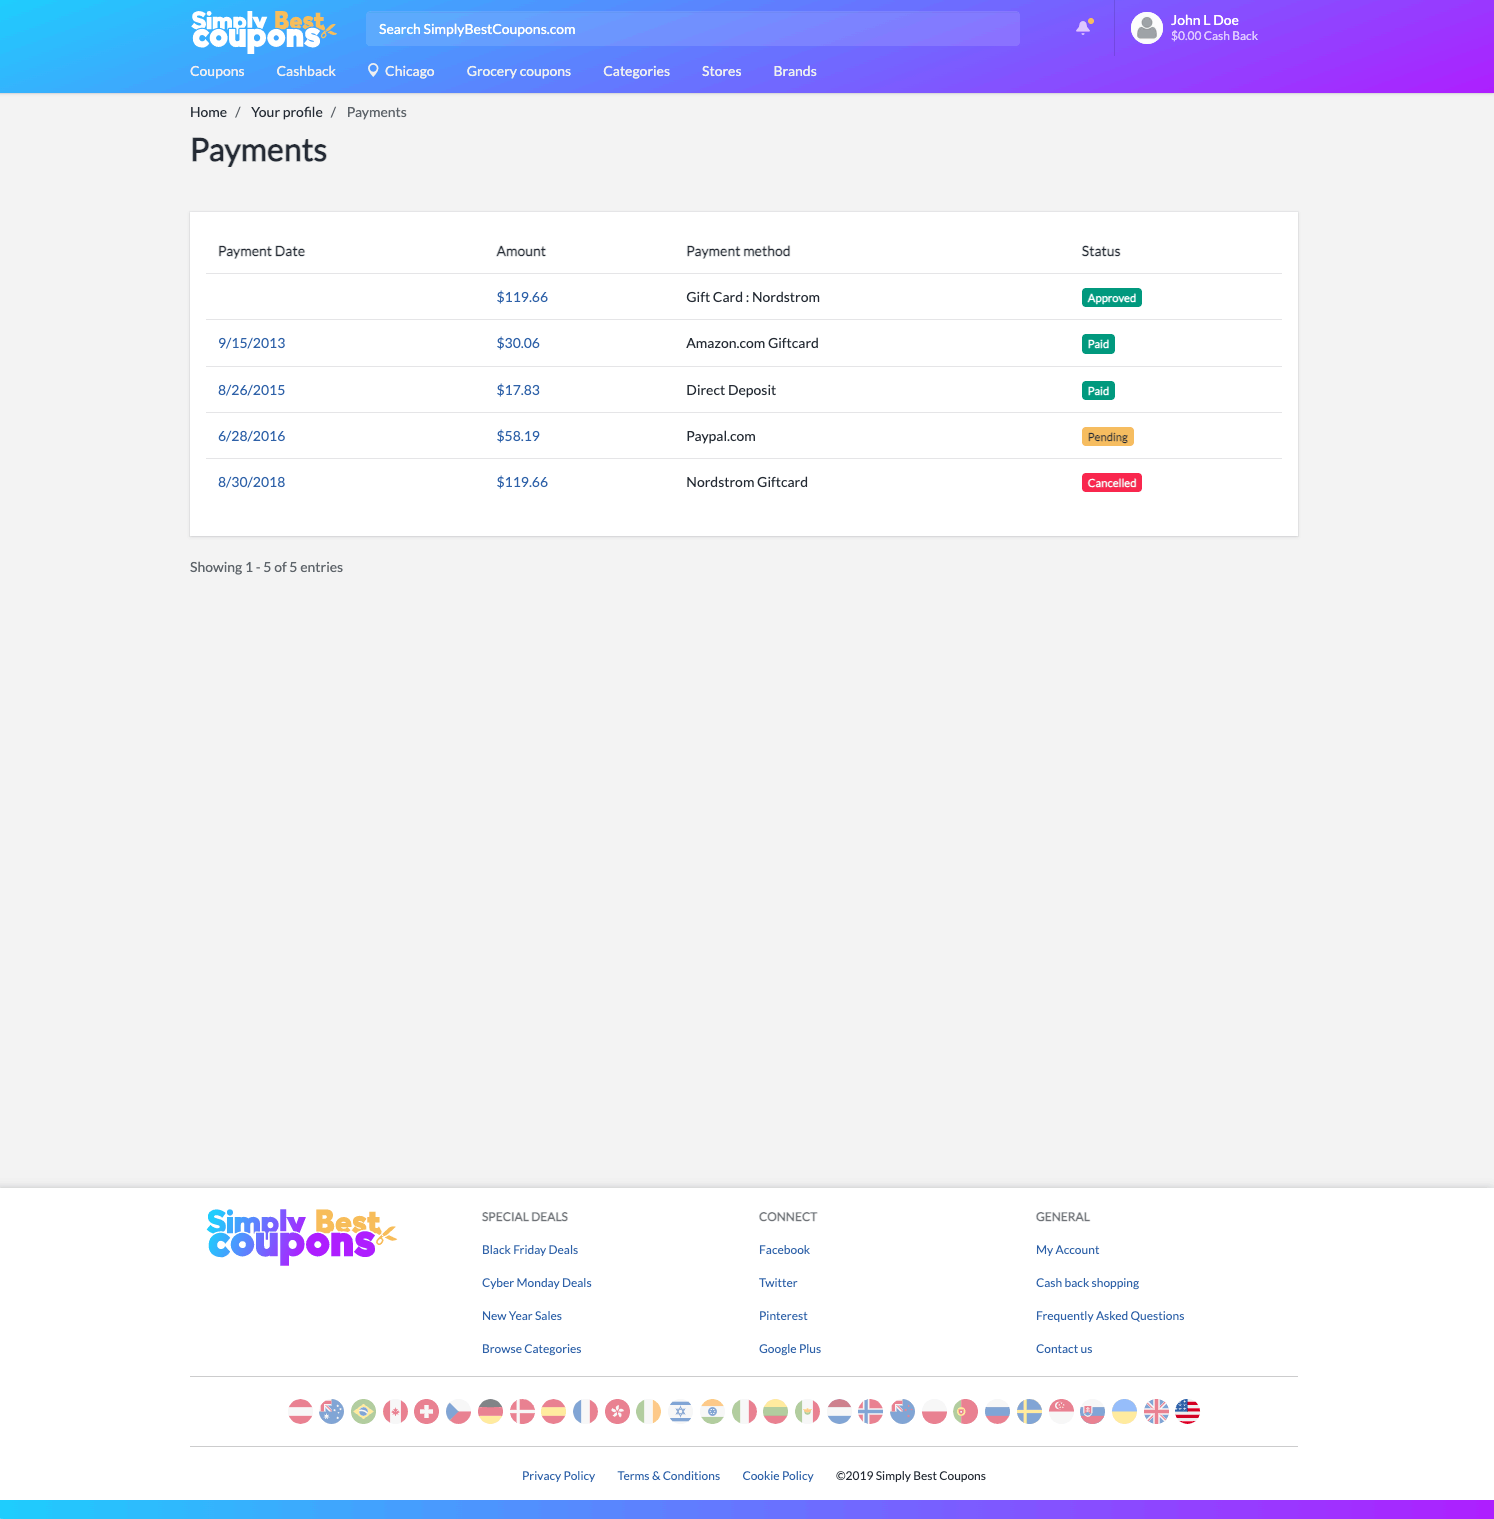 Simply Best
coupons
Search SimplyBestCoupons.com
John L Doe
$0.00 Cash Back
Coupons Cashback Chicago Grocery coupons Categories Stores Brands
Home / Your profile / Payments
Payments
Payment Date Amount Payment method Status
$119.66 Gift Card : Nordstrom Approved
9/15/2013 $30.06 Amazon.com Giftcard Paid
8/26/2015 $17.83 Direct Deposit Paid
6/28/2016 $58.19 Paypal.com Pending
8/30/2018 $119.66 Nordstrom Giftcard Cancelled
Showing 1 - 5 of 5 entries
Simply Best
coupons
SPECIAL DEALS CONNECT GENERAL
Black Friday Deals Facebook My Account
Cyber Monday Deals Twitter Cash back shopping
New Year Sales Pinterest Frequently Asked Questions
Browse Categories Google Plus Contact us
Privacy Policy Terms & Conditions Cookie Policy ©2019 Simply Best Coupons